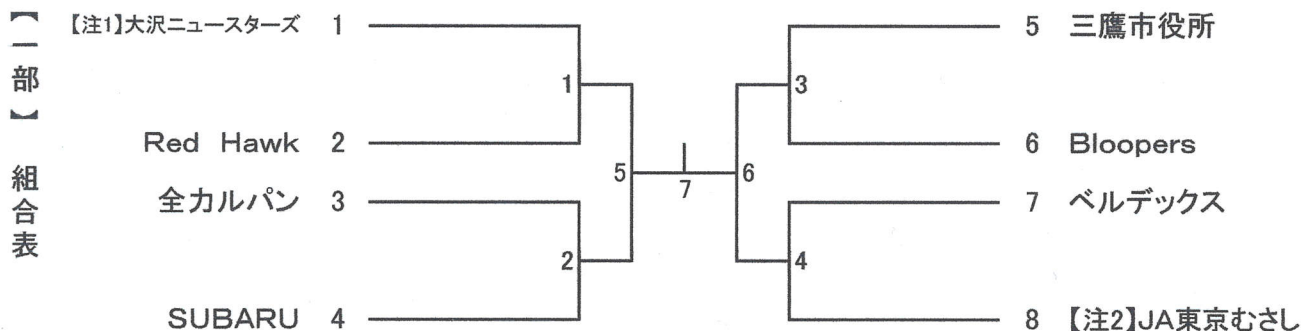 【一部】 組合表
【注1】大沢ニュースターズ 1
Red Hawk 2
全力ルパン 3
SUBARU 4
1
2
5
7
6
3
4
5 三鷹市役所
6 Bloopers
7 ベルデックス
8 【注2】JA東京むさし